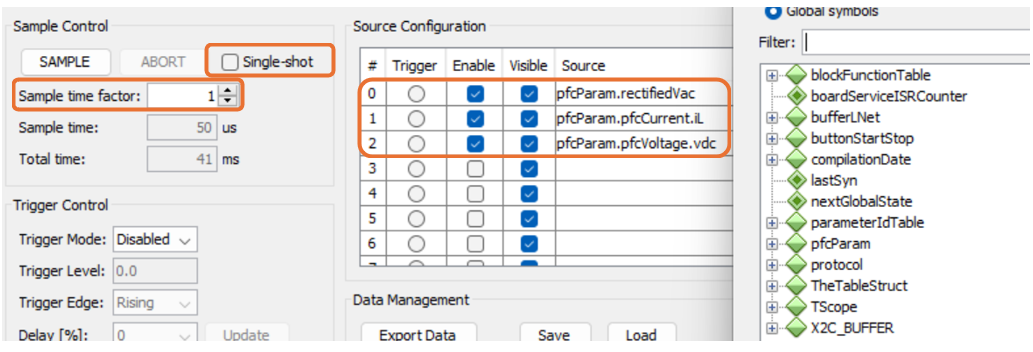 Sample Control
SAMPLE ABORT Single-shot
Sample time factor: 1
Sample time: 50 us
Total time: 41 ms
Trigger Control
Trigger Mode: Disabled
Trigger Level: 0.0
Trigger Edge: Rising
Delay [%]: 0 Update
Source Configuration
# Trigger Enable Visible Source
0 pfcParam.rectifiedVac
1 pfcParam.pfcCurrent.iL
2 pfcParam.pfcVoltage.vdc
3
4
5
6
Data Management
Export Data Save Load
Global symbols
Filter:
blockFunctionTable
boardServiceISRCounter
bufferLNet
buttonStartStop
compilationDate
lastSyn
nextGlobalState
parameterIdTable
pfcParam
protocol
TheTableStruct
TScope
X2C_BUFFER